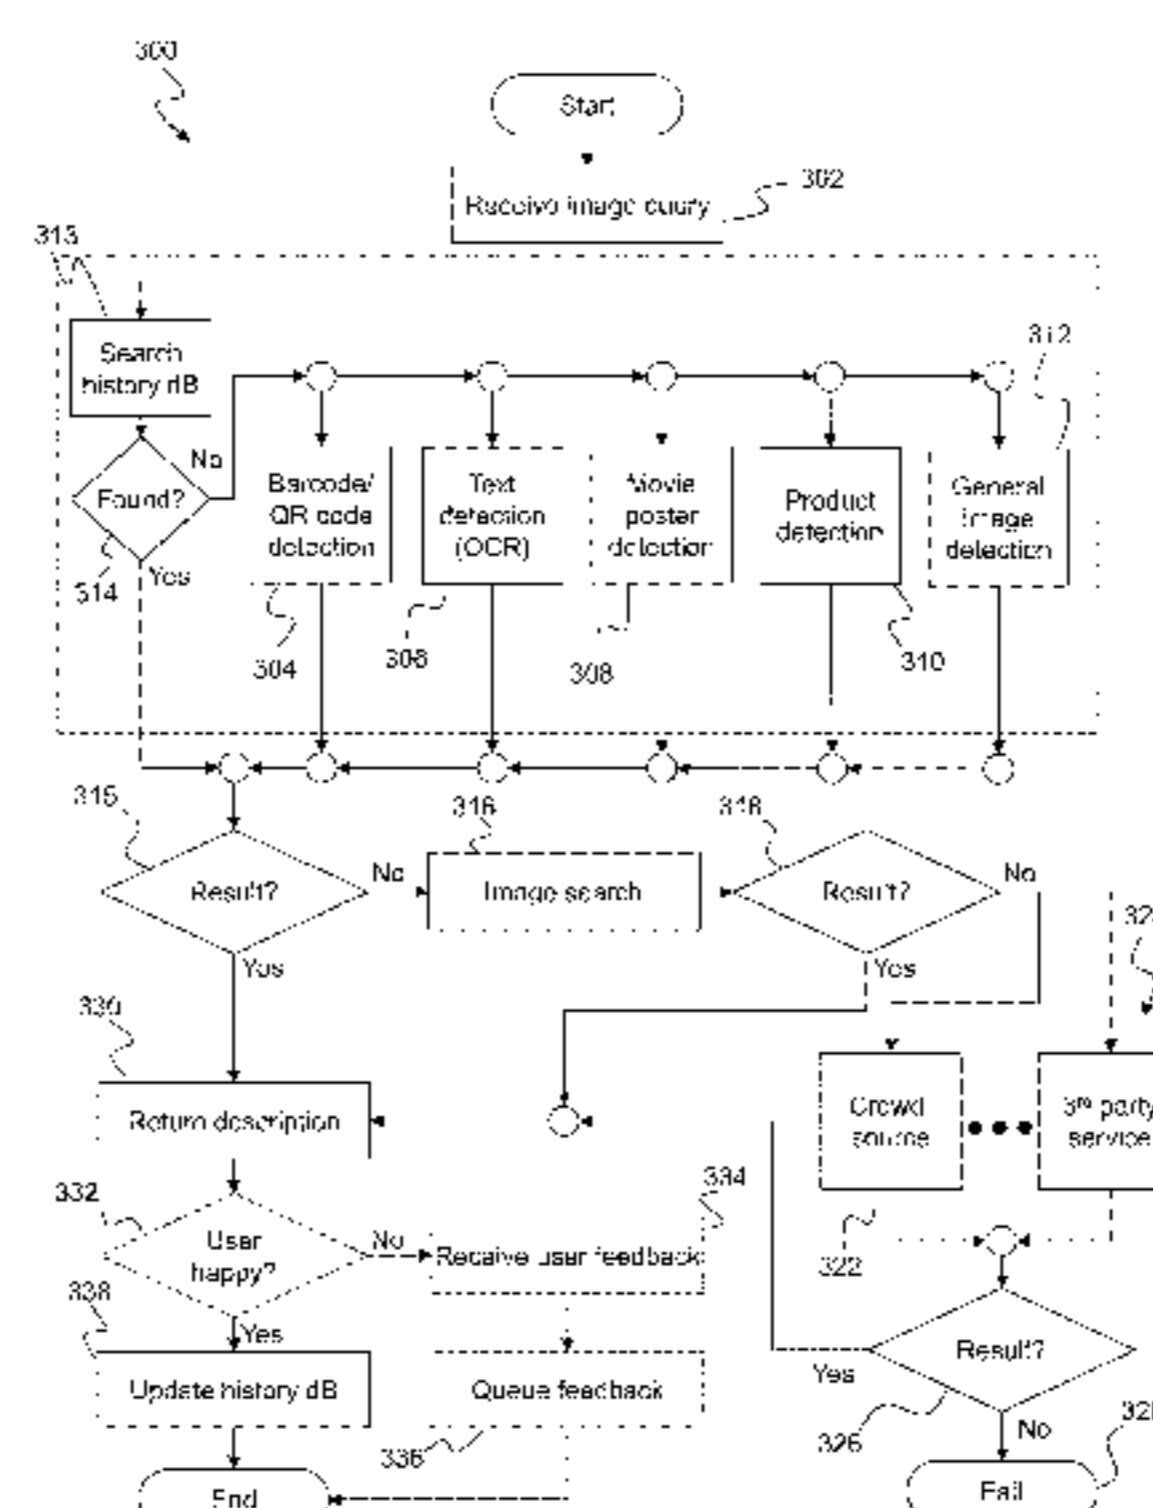 300
Start
302
Receive image query
313
Search
history dB
312
No
Found?
Yes
314
Barcode/
QR code
detection
Text
detection
(OCR)
Movie
poster
detection
Product
detection
General
image
detection
304
308
310
315
316
318
Result?
No
Image search
Result?
No
Yes
Yes
330
Return description
Crowd
source
3rd party
service
332
334
User
happy?
No
Receive user feedback
322
338
Yes
Result?
Yes
Update history dB
Queue feedback
336
326
No
End
Fail